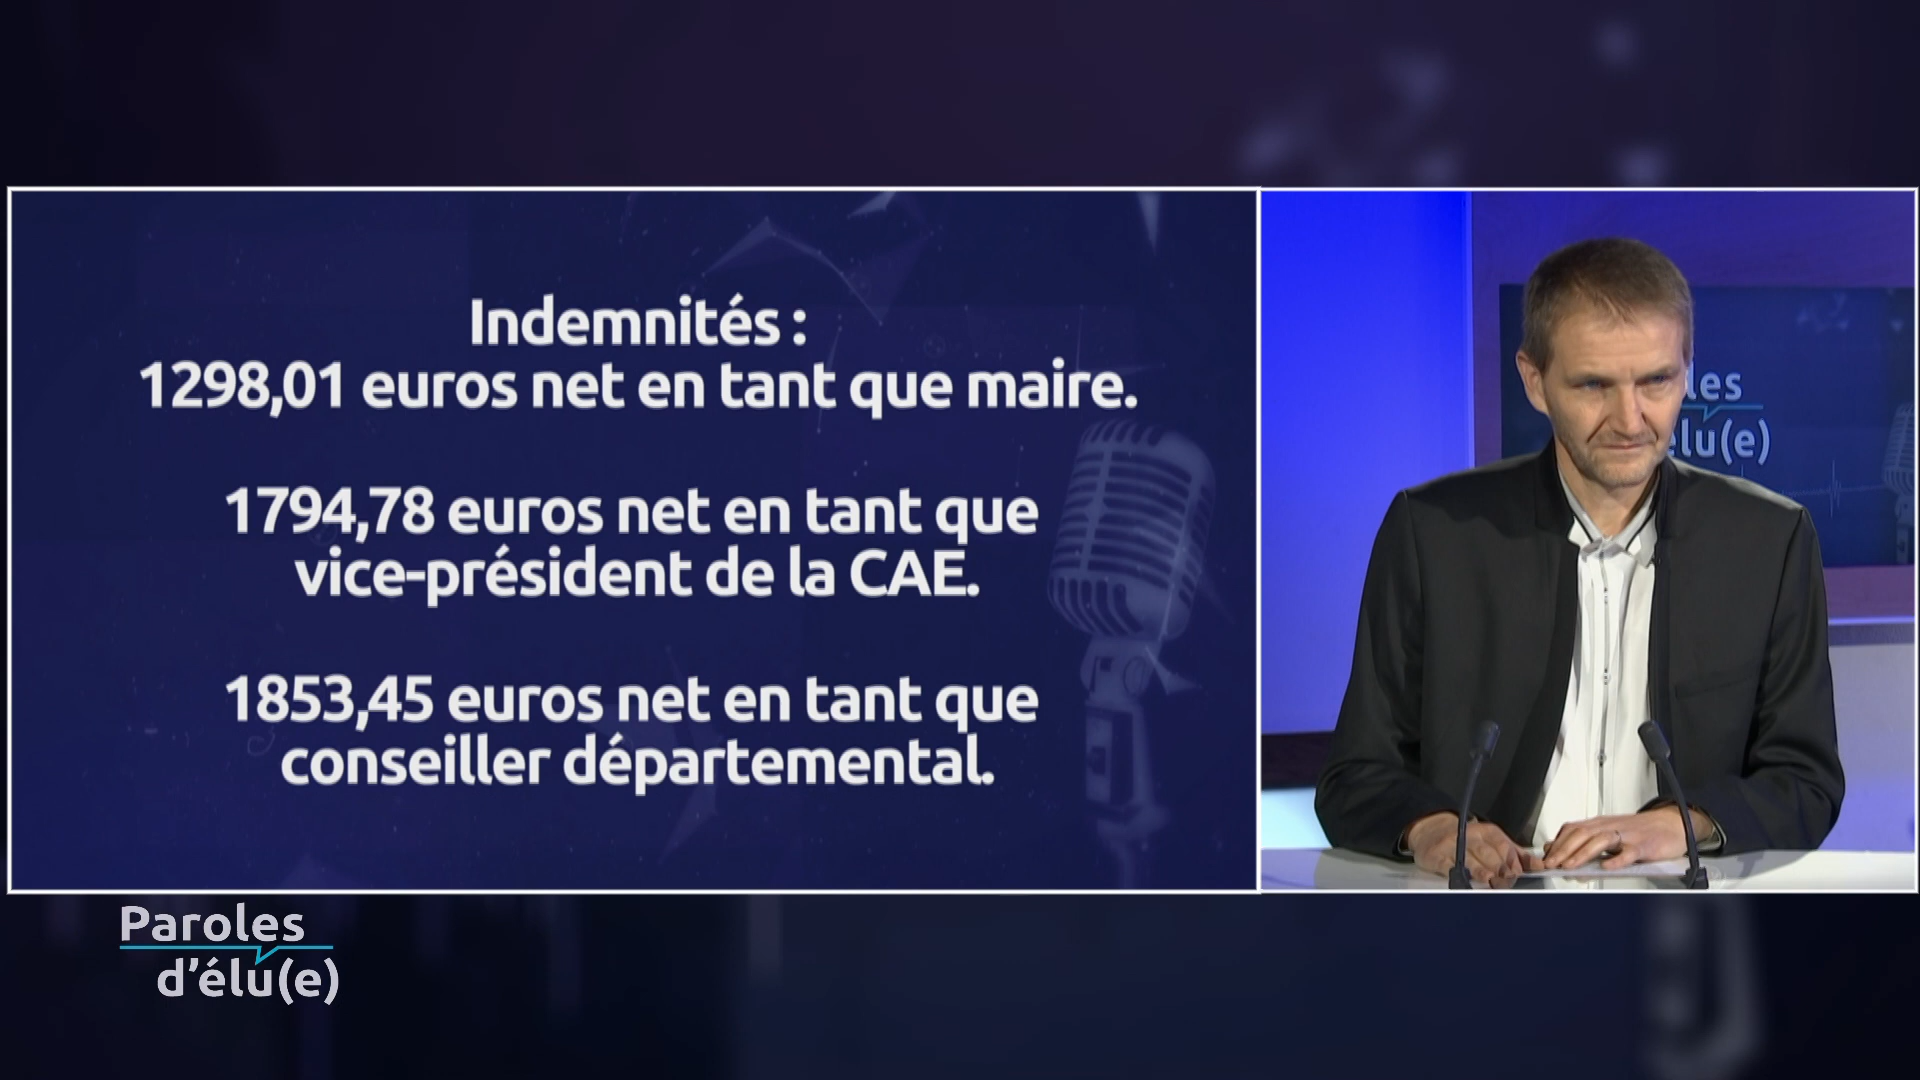 Indemnités :
1298,01 euros net en tant que maire.
1794,78 euros net en tant que
vice-président de la CAE.
1853,45 euros net en tant que
conseiller départemental.
les
élu(e)
Paroles
d'élu(e)